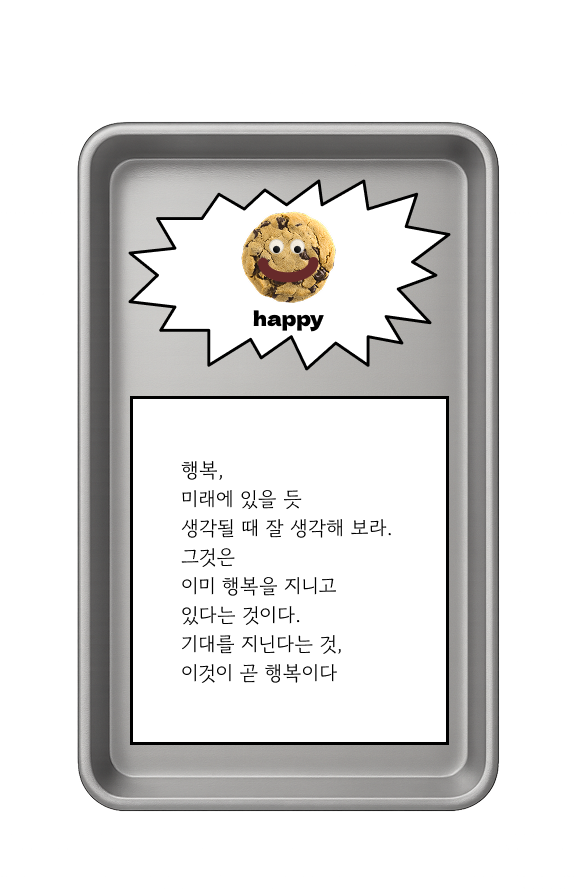 happy
행복,
미래에 있을 듯
생각될 때 잘 생각해 보라.
그것은
이미 행복을 지니고
있다는 것이다.
기대를 지닌다는 것,
이것이 곧 행복이다